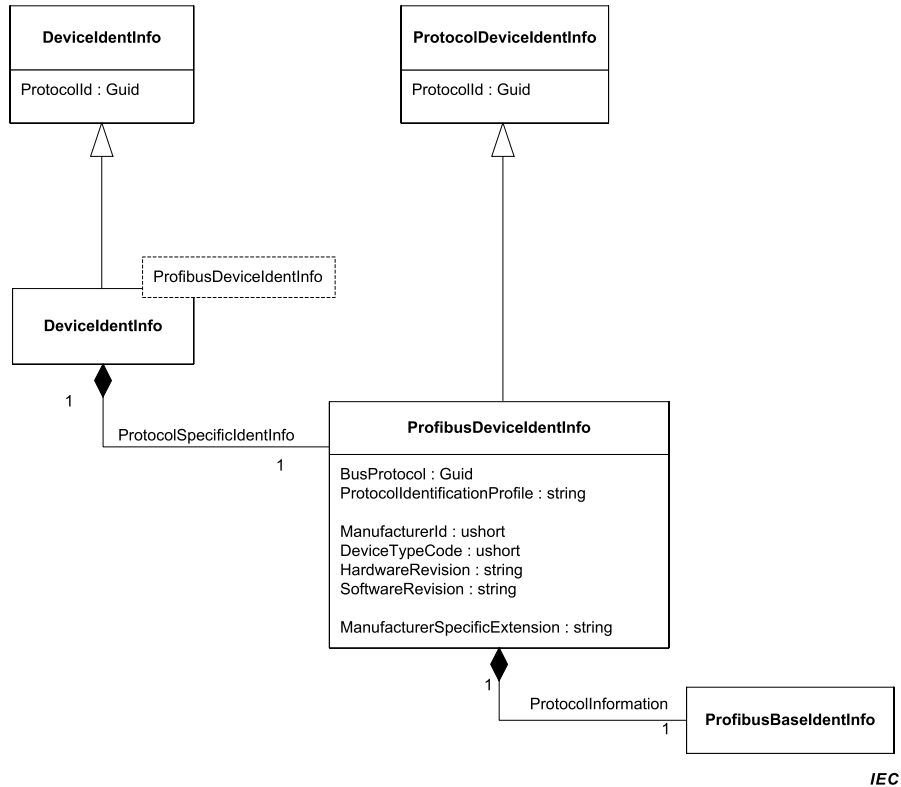 DeviceIdentInfo
ProtocolId : Guid
ProtocolDeviceIdentInfo
ProtocolId : Guid
ProfibusDeviceIdentInfo
DeviceIdentInfo
1
ProtocolSpecificIdentInfo
1
ProfibusDeviceIdentInfo
BusProtocol : Guid
ProtocolIdentificationProfile : string
ManufacturerId : ushort
DeviceTypeCode : ushort
HardwareRevision : string
SoftwareRevision : string
ManufacturerSpecificExtension : string
1
ProtocolInformation
1
ProfibusBaseIdentInfo
IEC